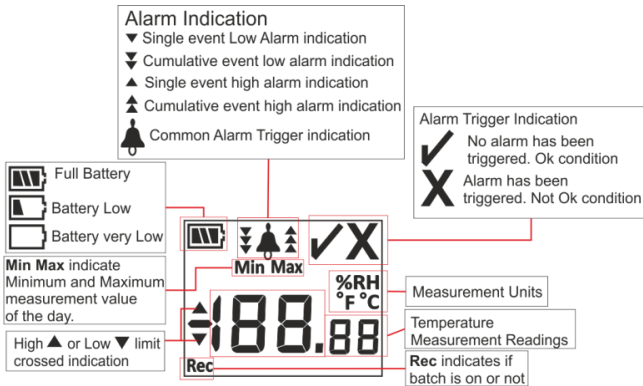 Alarm Indication
▼ Single event Low Alarm indication
Cumulative event low alarm indication
▲ Single event high alarm indication
Cumulative event high alarm indication
Common Alarm Trigger indication
Alarm Trigger Indication
No alarm has been
triggered. Ok condition
Alarm has been
triggered. Not Ok condition
Full Battery
Battery Low
Battery very Low
Min Max indicate
Minimum and Maximum
measurement value
of the day.
High ▲ or Low ▼ limit
crossed indication
Min Max
%RH
°F °C
188.88
Rec
Measurement Units
Temperature
Measurement Readings
Rec indicates if
batch is on or not